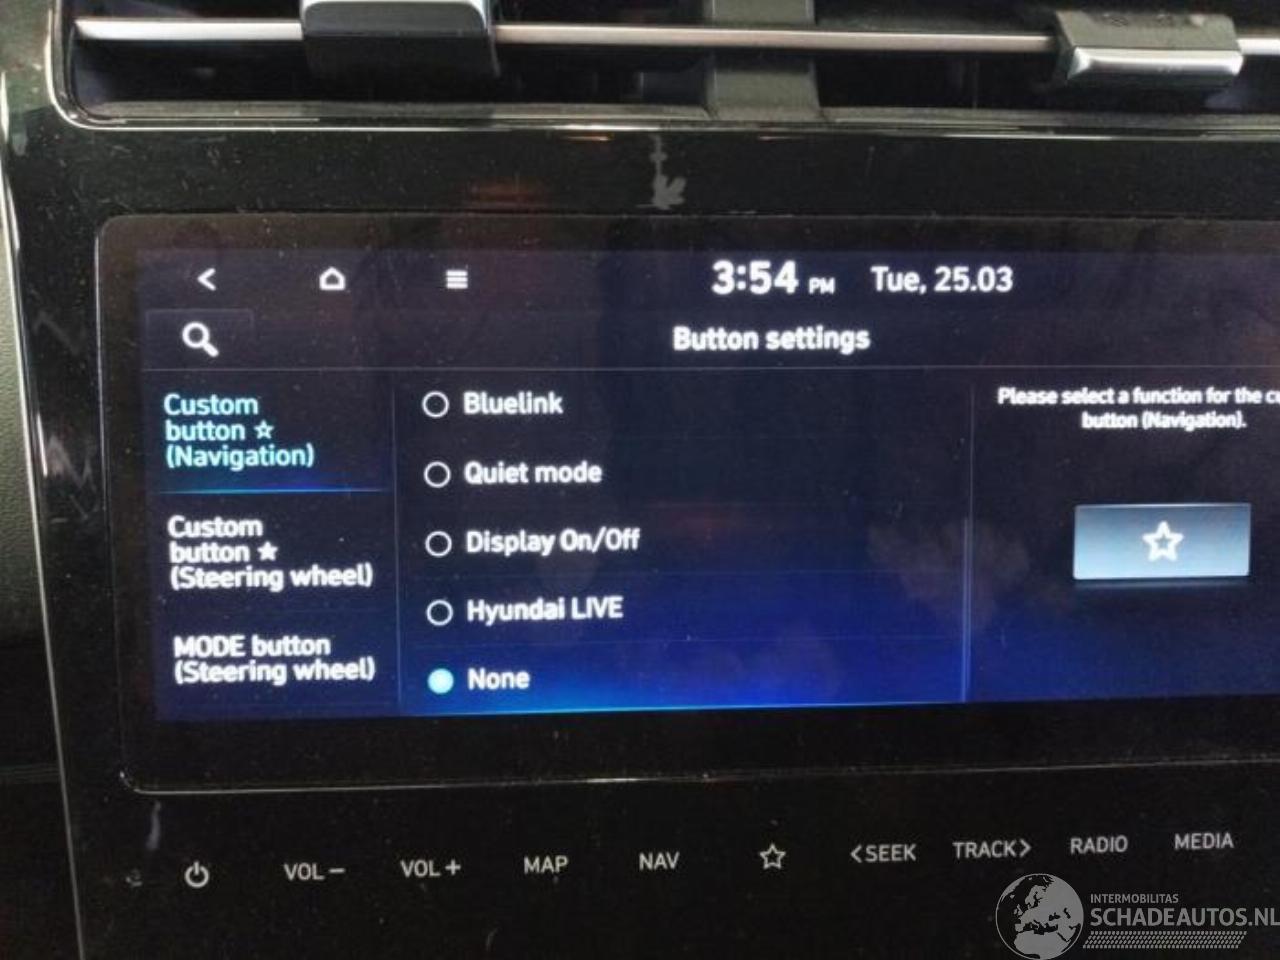 3:54 PM Tue, 25.03
Button settings
Custom
button ☆
(Navigation)
Custom
button ★
(Steering wheel)
MODE button
(Steering wheel)
Bluelink
Quiet mode
Display On/Off
Hyundai LIVE
None
Please select a function for the cu
button (Navigation).
VOL−
VOL+
MAP
NAV
☆
<SEEK
TRACK>
RADIO
MEDIA
INTERMOBILITAS
SCHADEAUTOS.NL